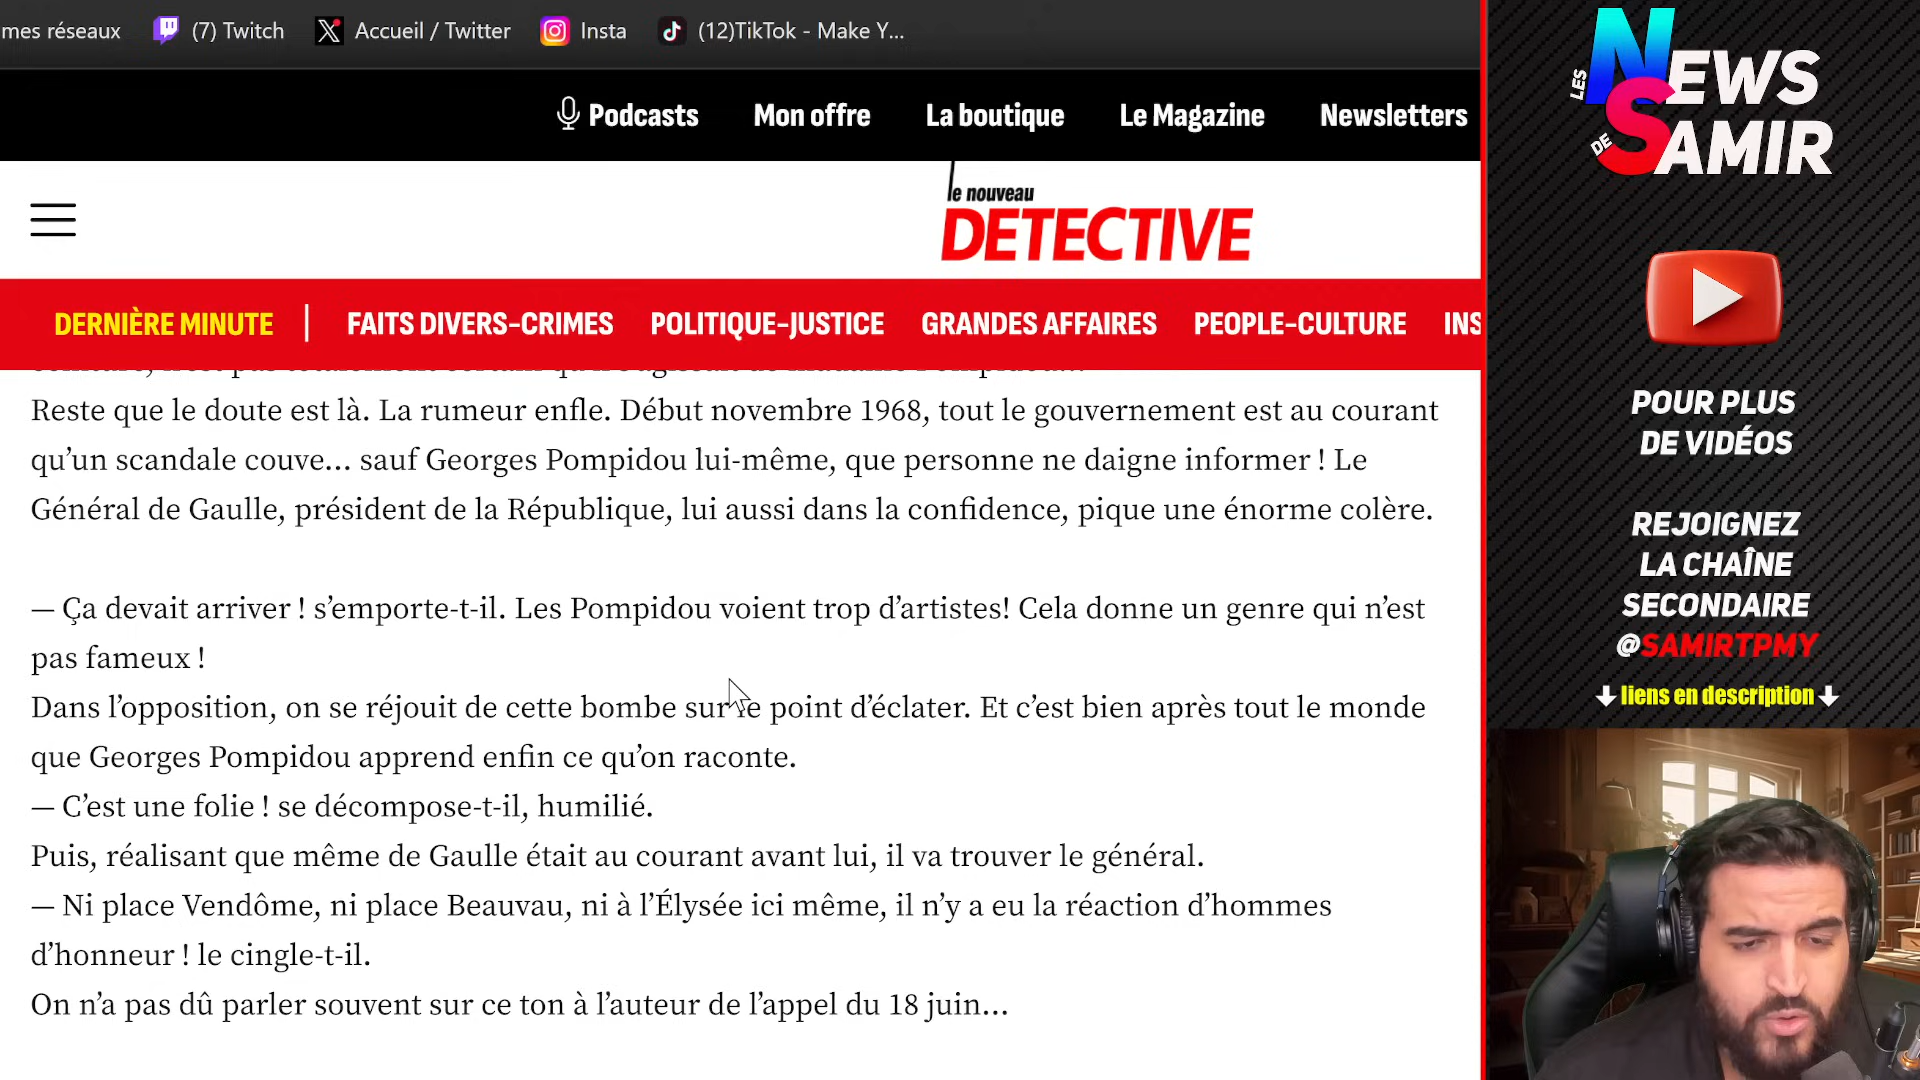 mes réseaux (7) Twitch Accueil / Twitter Insta (12)TikTok - Make Y...
Podcasts Mon offre La boutique Le Magazine Newsletters
le nouveau
DETECTIVE
DERNIÈRE MINUTE | FAITS DIVERS-CRIMES POLITIQUE-JUSTICE GRANDES AFFAIRES PEOPLE-CULTURE INS
Reste que le doute est là. La rumeur enfle. Début novembre 1968, tout le gouvernement est au courant
qu’un scandale couve… sauf Georges Pompidou lui-même, que personne ne daigne informer ! Le
Général de Gaulle, président de la République, lui aussi dans la confidence, pique une énorme colère.
— Ça devait arriver ! s’emporte-t-il. Les Pompidou voient trop d’artistes! Cela donne un genre qui n’est
pas fameux !
Dans l’opposition, on se réjouit de cette bombe sur le point d’éclater. Et c’est bien après tout le monde
que Georges Pompidou apprend enfin ce qu’on raconte.
— C’est une folie ! se décompose-t-il, humilié.
Puis, réalisant que même de Gaulle était au courant avant lui, il va trouver le général.
— Ni place Vendôme, ni place Beauvau, ni à l’Élysée ici même, il n’y a eu la réaction d’hommes
d’honneur ! le cingle-t-il.
On n’a pas dû parler souvent sur ce ton à l’auteur de l’appel du 18 juin…
LES NEWS
DE SAMIR
POUR PLUS
DE VIDÉOS
REJOIGNEZ
LA CHAÎNE
SECONDAIRE
@SAMIRTPMY
liens en description